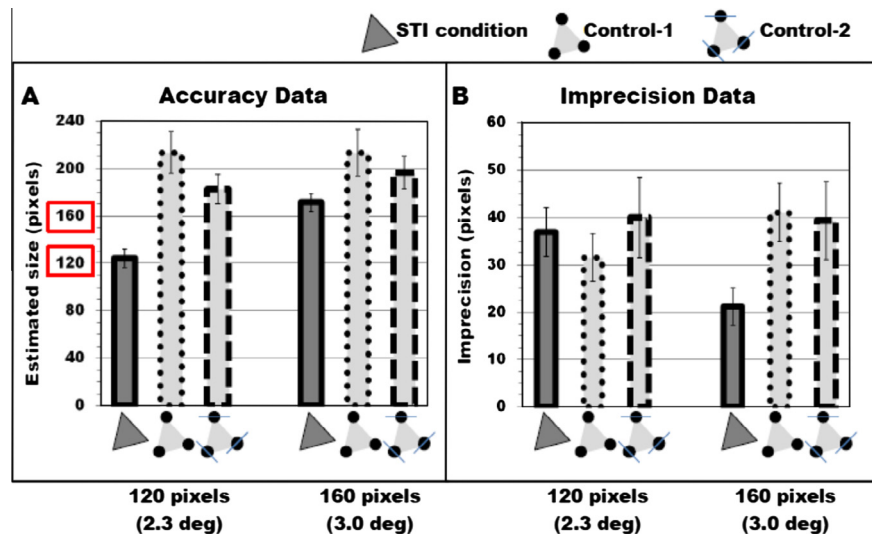 STI condition Control-1 Control-2
A Accuracy Data
Estimated size (pixels)
240
200
160
120
80
40
0
120 pixels 160 pixels
(2.3 deg) (3.0 deg)
B Imprecision Data
Imprecision (pixels)
60
50
40
30
20
10
0
120 pixels 160 pixels
(2.3 deg) (3.0 deg)